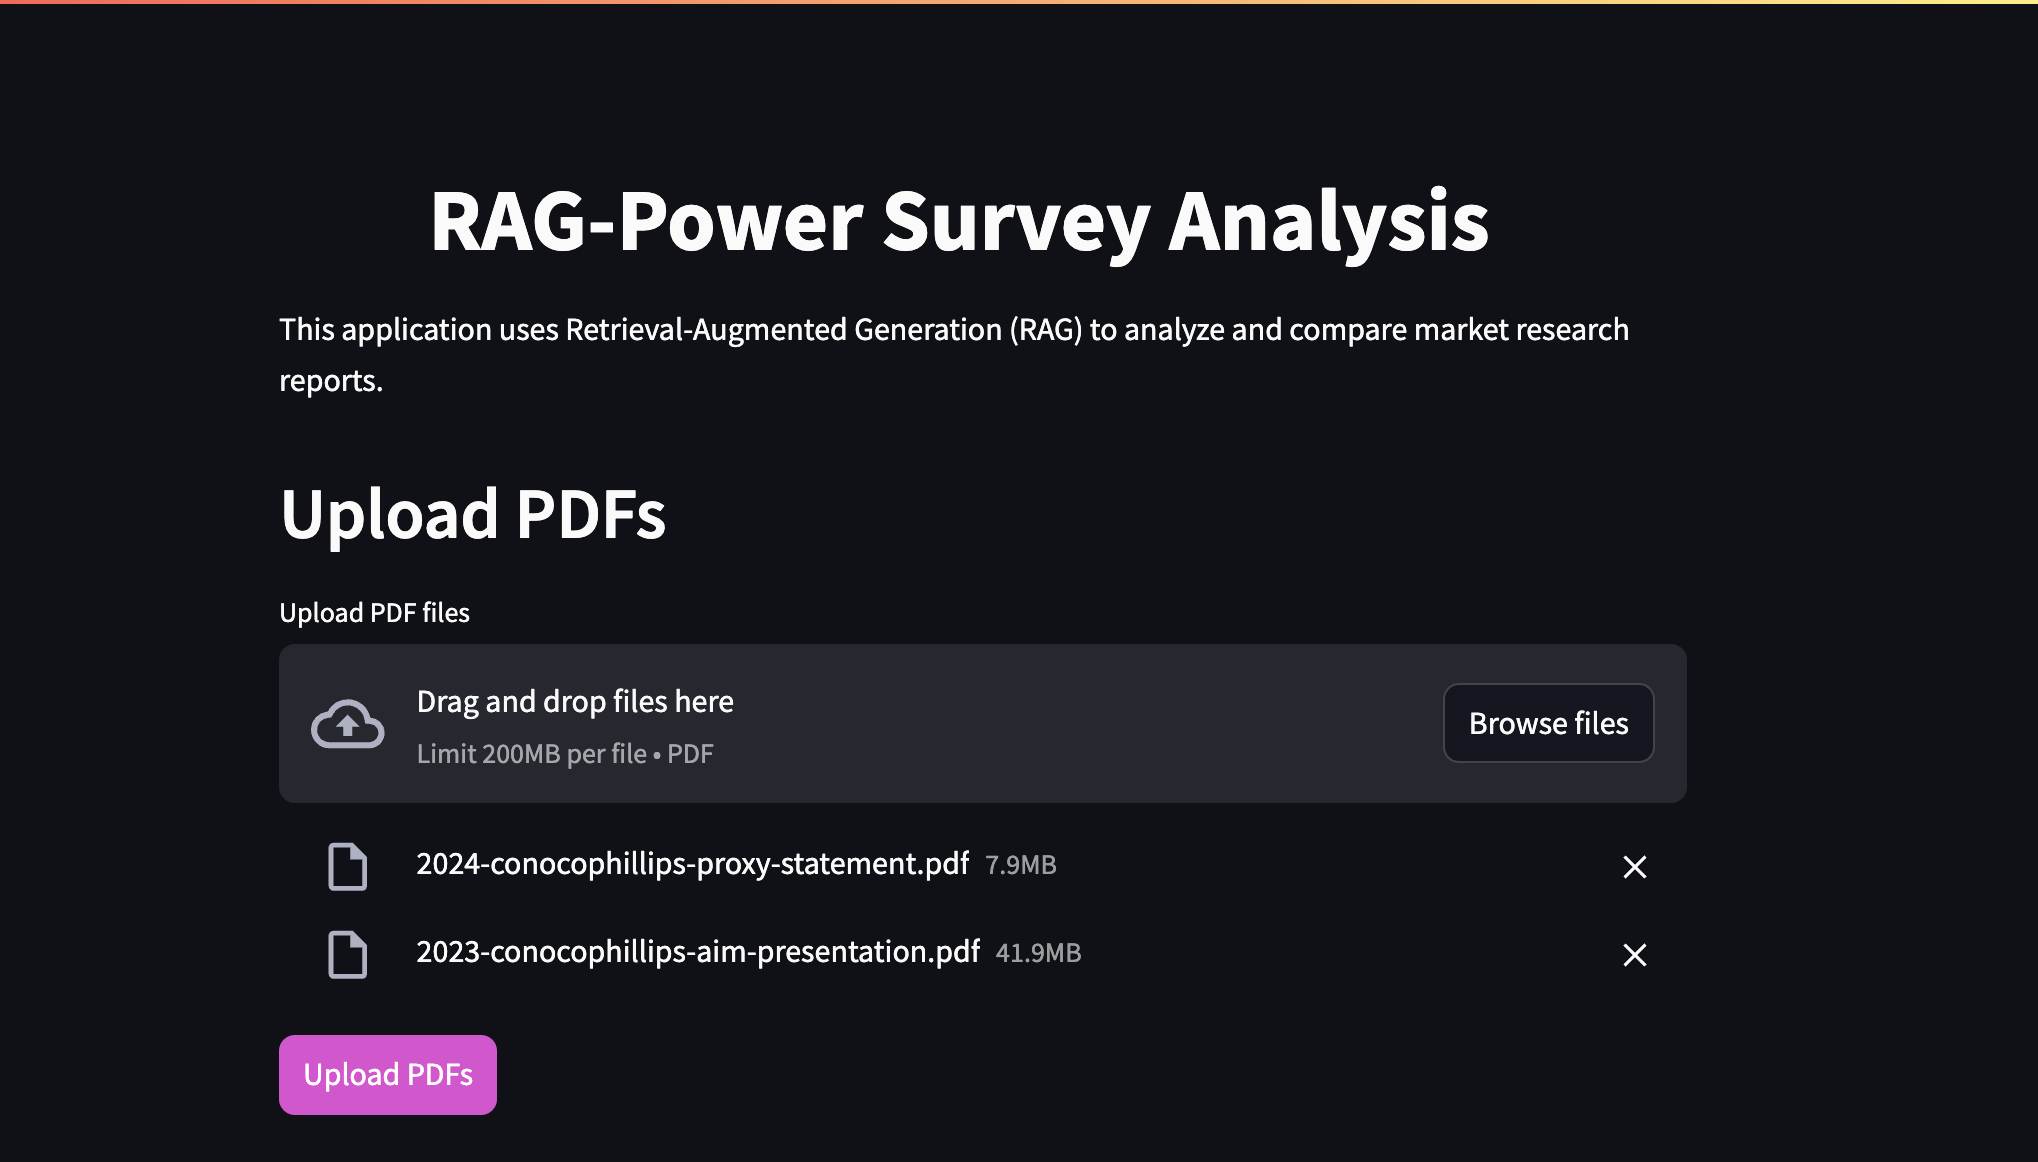 RAG-Power Survey Analysis
This application uses Retrieval-Augmented Generation (RAG) to analyze and compare market research
reports.
Upload PDFs
Upload PDF files
Drag and drop files here
Limit 200MB per file • PDF
Browse files
2024-conocophillips-proxy-statement.pdf 7.9MB
2023-conocophillips-aim-presentation.pdf 41.9MB
Upload PDFs